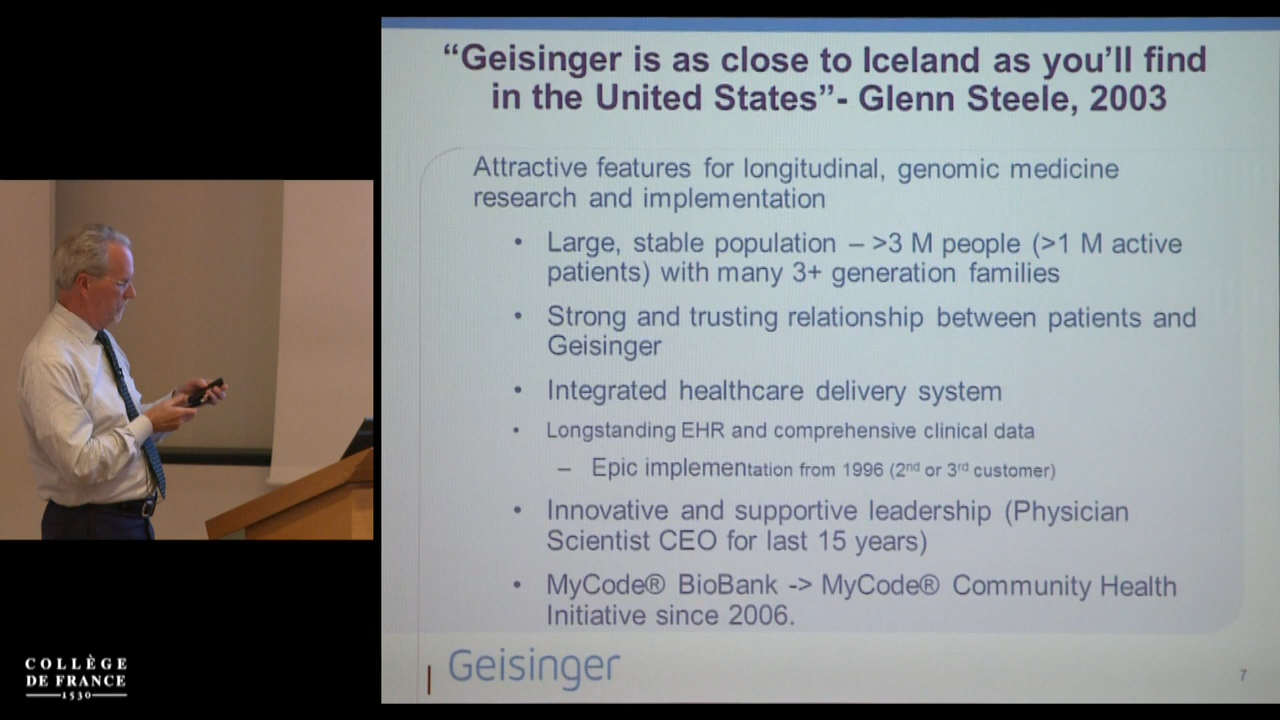 “Geisinger is as close to Iceland as you’ll find
in the United States”- Glenn Steele, 2003
Attractive features for longitudinal, genomic medicine
research and implementation
• Large, stable population – >3 M people (>1 M active
patients) with many 3+ generation families
• Strong and trusting relationship between patients and
Geisinger
• Integrated healthcare delivery system
• Longstanding EHR and comprehensive clinical data
– Epic implementation from 1996 (2nd or 3rd customer)
• Innovative and supportive leadership (Physician
Scientist CEO for last 15 years)
• MyCode® BioBank -> MyCode® Community Health
Initiative since 2006.
Geisinger
7
COLLÈGE
DE FRANCE
1530